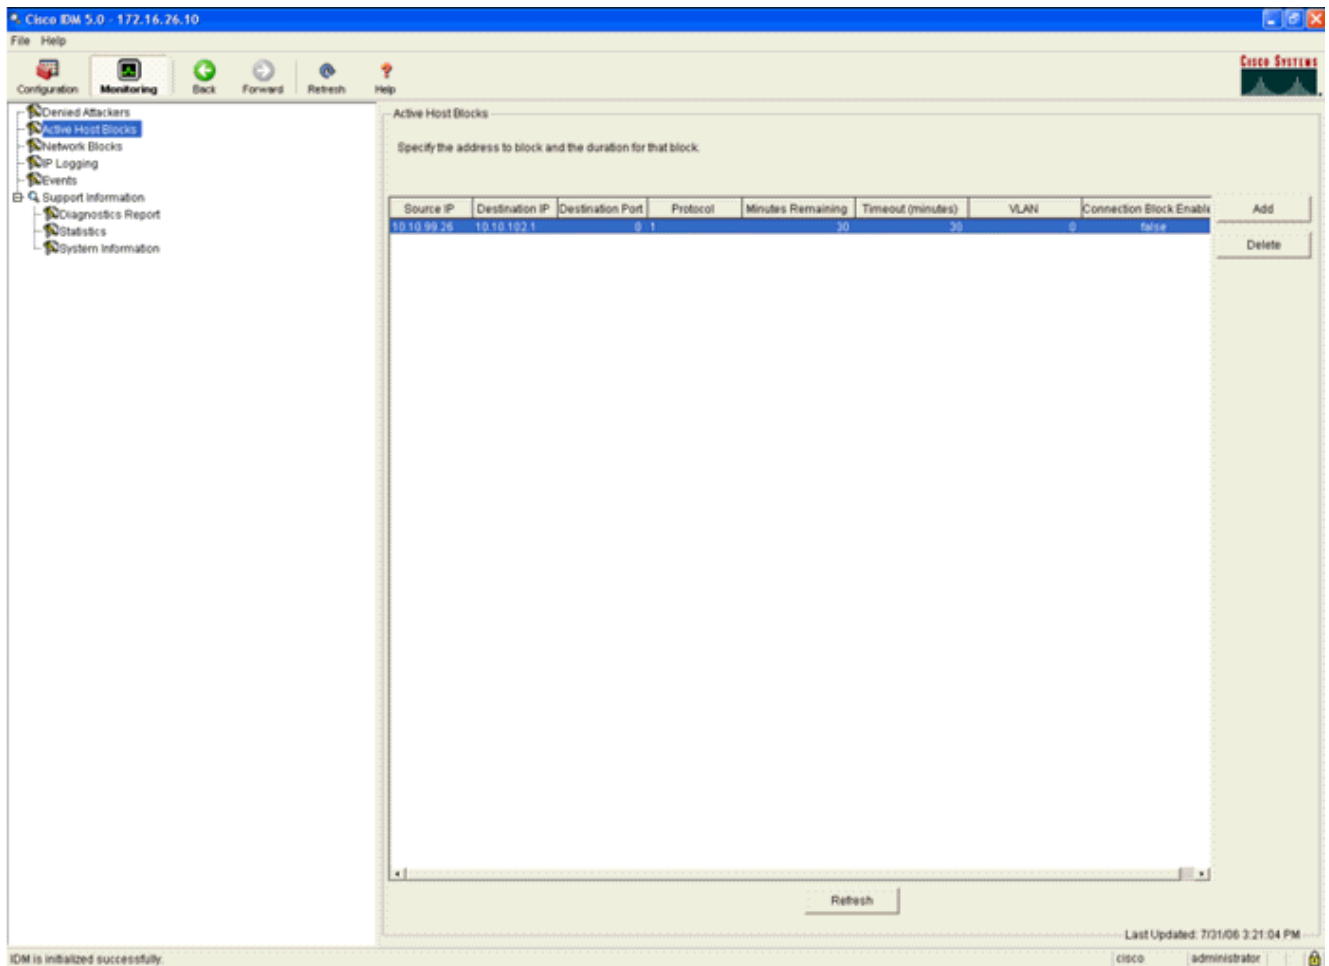 Cisco IDM 5.0 - 172.16.26.10
File Help
Configuration Monitoring Back Forward Refresh Help
CISCO SYSTEMS
Denied Attackers
Active Host Blocks
Network Blocks
IP Logging
Events
Support Information
Diagnostics Report
Statistics
System Information
Active Host Blocks
Specify the address to block and the duration for that block.
Source IP Destination IP Destination Port Protocol Minutes Remaining Timeout (minutes) VLAN Connection Block Enable
10.10.99.26 10.10.102.1 0 1 30 30 0 false
Add
Delete
Refresh
Last Updated: 7/31/06 3:21:04 PM
IDM is initialized successfully. cisco administrator